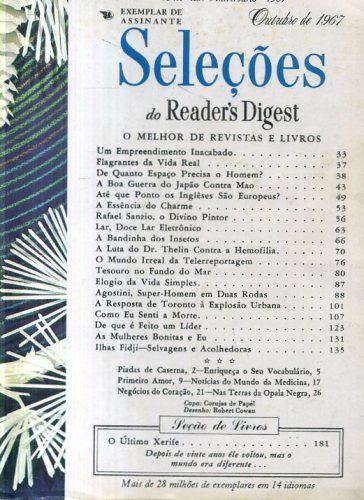 EXEMPLAR DE
ASSINANTE
Outubro de 1967
Seleções
do Reader's Digest
O MELHOR DE REVISTAS E LIVROS
Um Empreendimento Inacabado. . . . . . . . . . 33
Flagrantes da Vida Real . . . . . . . . . . 37
De Quanto Espaço Precisa o Homem? . . . . . . 38
A Boa Guerra do Japão Contra Mao . . . . . . 43
Até que Ponto os Inglêses São Europeus? . . . . 49
A Essência do Charme . . . . . . . . . . 53
Rafael Sanzio, o Divino Pintor . . . . . . . . 56
Lar, Doce Lar Eletrônico . . . . . . . . . . 63
A Bandinha dos Insetos . . . . . . . . . . 66
A Luta do Dr. Thelin Contra a Hemofilia. . . . . 70
O Mundo Irreal da Telerreportagem . . . . . . 76
Tesouro no Fundo do Mar . . . . . . . . . . 80
Elogio da Vida Simples. . . . . . . . . . 87
Agostini, Super-Homem em Duas Rodas . . . . 88
A Resposta de Toronto à Explosão Urbana . . . . 101
Como Eu Senti a Morte. . . . . . . . . . 107
De que é Feito um Líder . . . . . . . . . . 123
As Mulheres Bonitas e Eu . . . . . . . . . . 131
Ilhas Fidji—Selvagens e Acolhedoras . . . . . . 135
☆ ☆ ☆
Piadas de Caserna, 2—Enriqueça o Seu Vocabulário, 5
Primeiro Amor, 9—Notícias do Mundo da Medicina, 17
Negócios do Coração, 21—Nas Terras da Opala Negra, 26
Capa: Corujas de Papel
Desenho: Robert Cowan
Seção de Livros
O Último Xerife. . . . . . . . . . 181
Depois de vinte anos êle voltou, mas o
mundo era diferente . . .
Mais de 28 milhões de exemplares em 14 idiomas